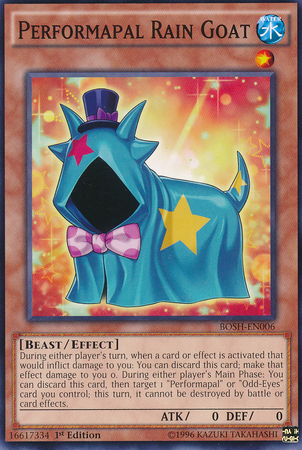 PERFORMAPAL RAIN GOAT
WATER
水
BOSH-EN006
[BEAST / EFFECT]
During either player's turn, when a card or effect is activated that
would inflict damage to you: You can discard this card; make that
effect damage to you 0. During either player's Main Phase: You
can discard this card, then target 1 "Performapal" or "Odd-Eyes"
card you control; this turn, it cannot be destroyed by battle or
card effects.
ATK / 0 DEF / 0
16617334 1st Edition ©1996 KAZUKI TAKAHASHI